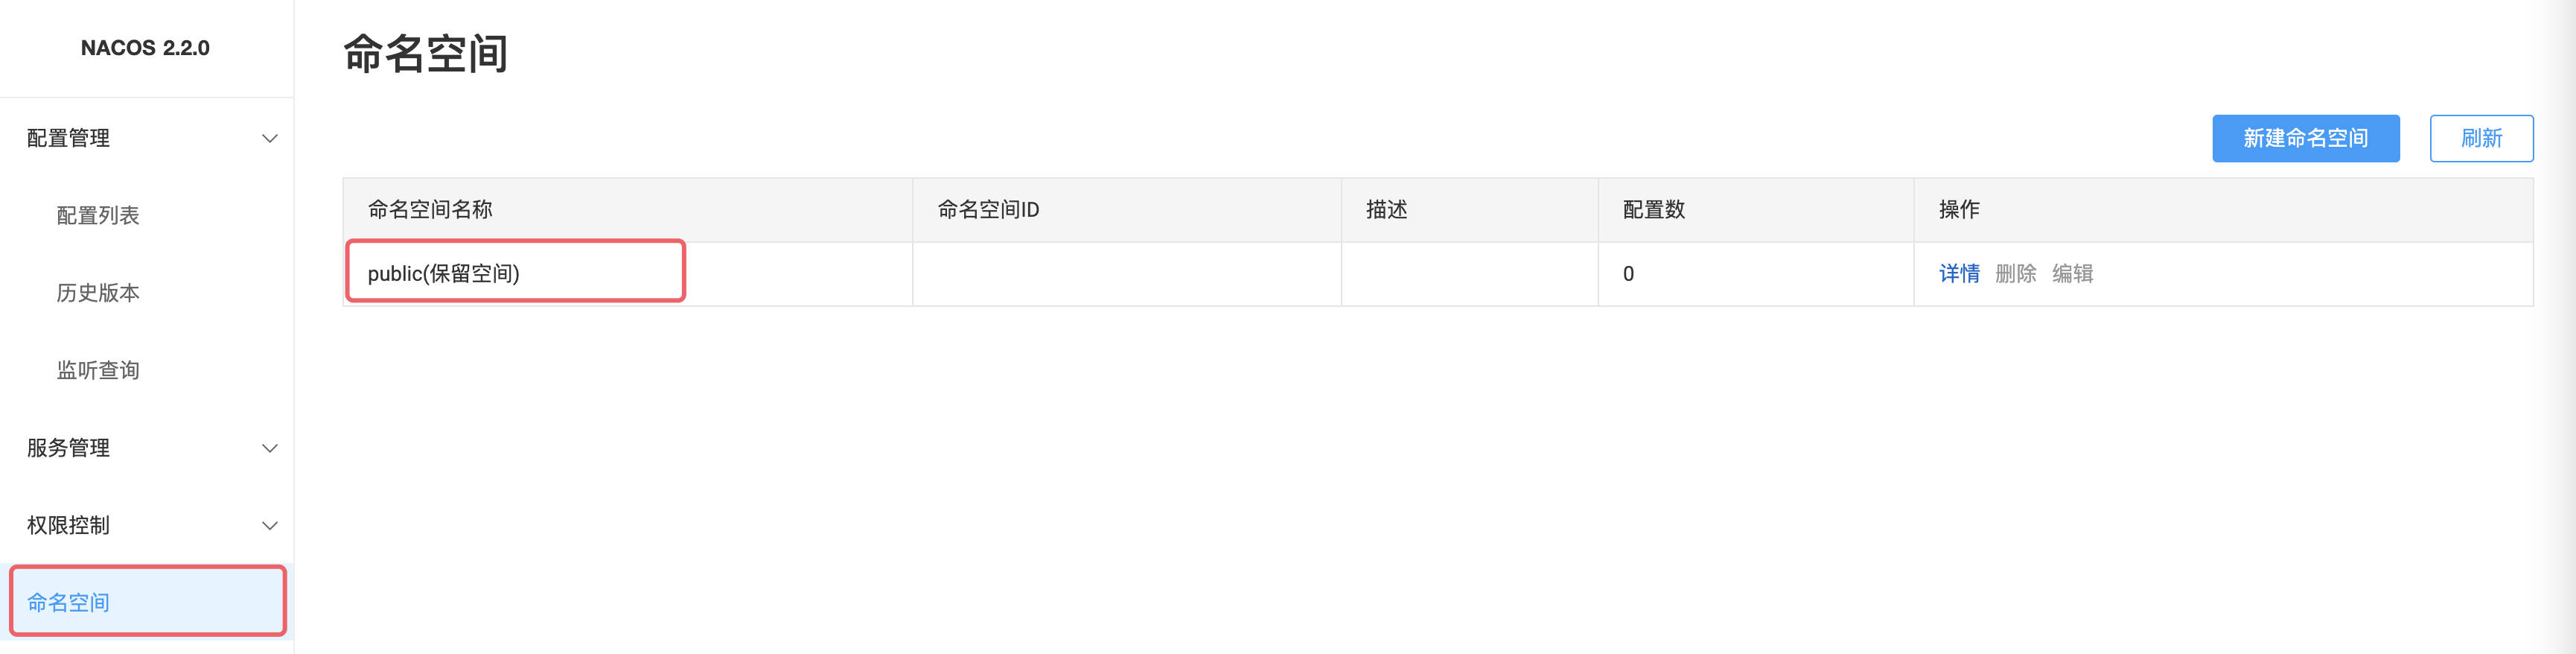 NACOS 2.2.0
配置管理
配置列表
历史版本
监听查询
服务管理
权限控制
命名空间
命名空间
新建命名空间 刷新
命名空间名称 命名空间ID 描述 配置数 操作
public(保留空间) 0 详情 删除 编辑